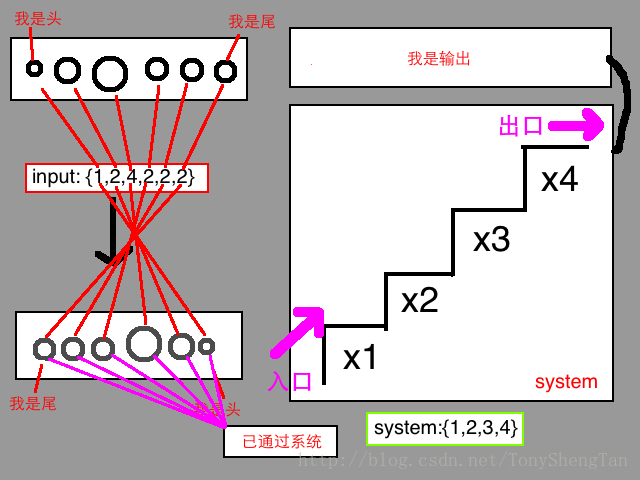 我是头
我是尾
我是输出
出口
input: {1,2,4,2,2,2}
x4
x3
x2
x1
入口
system
我是尾
我是头
system:{1,2,3,4}
已通过系统
http://blog.csdn.net/TonyShengTan